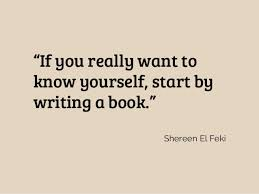 “If you really want to
know yourself, start by
writing a book.”
Shereen El Feki